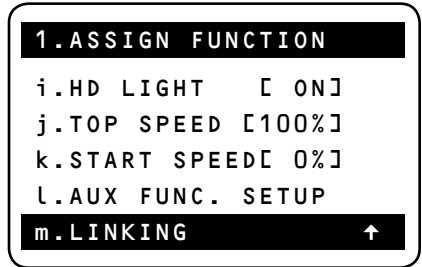 1.ASSIGN FUNCTION
i.HD LIGHT [ ON]
j.TOP SPEED [100%]
k.START SPEED[ 0%]
l.AUX FUNC. SETUP
m.LINKING ↑